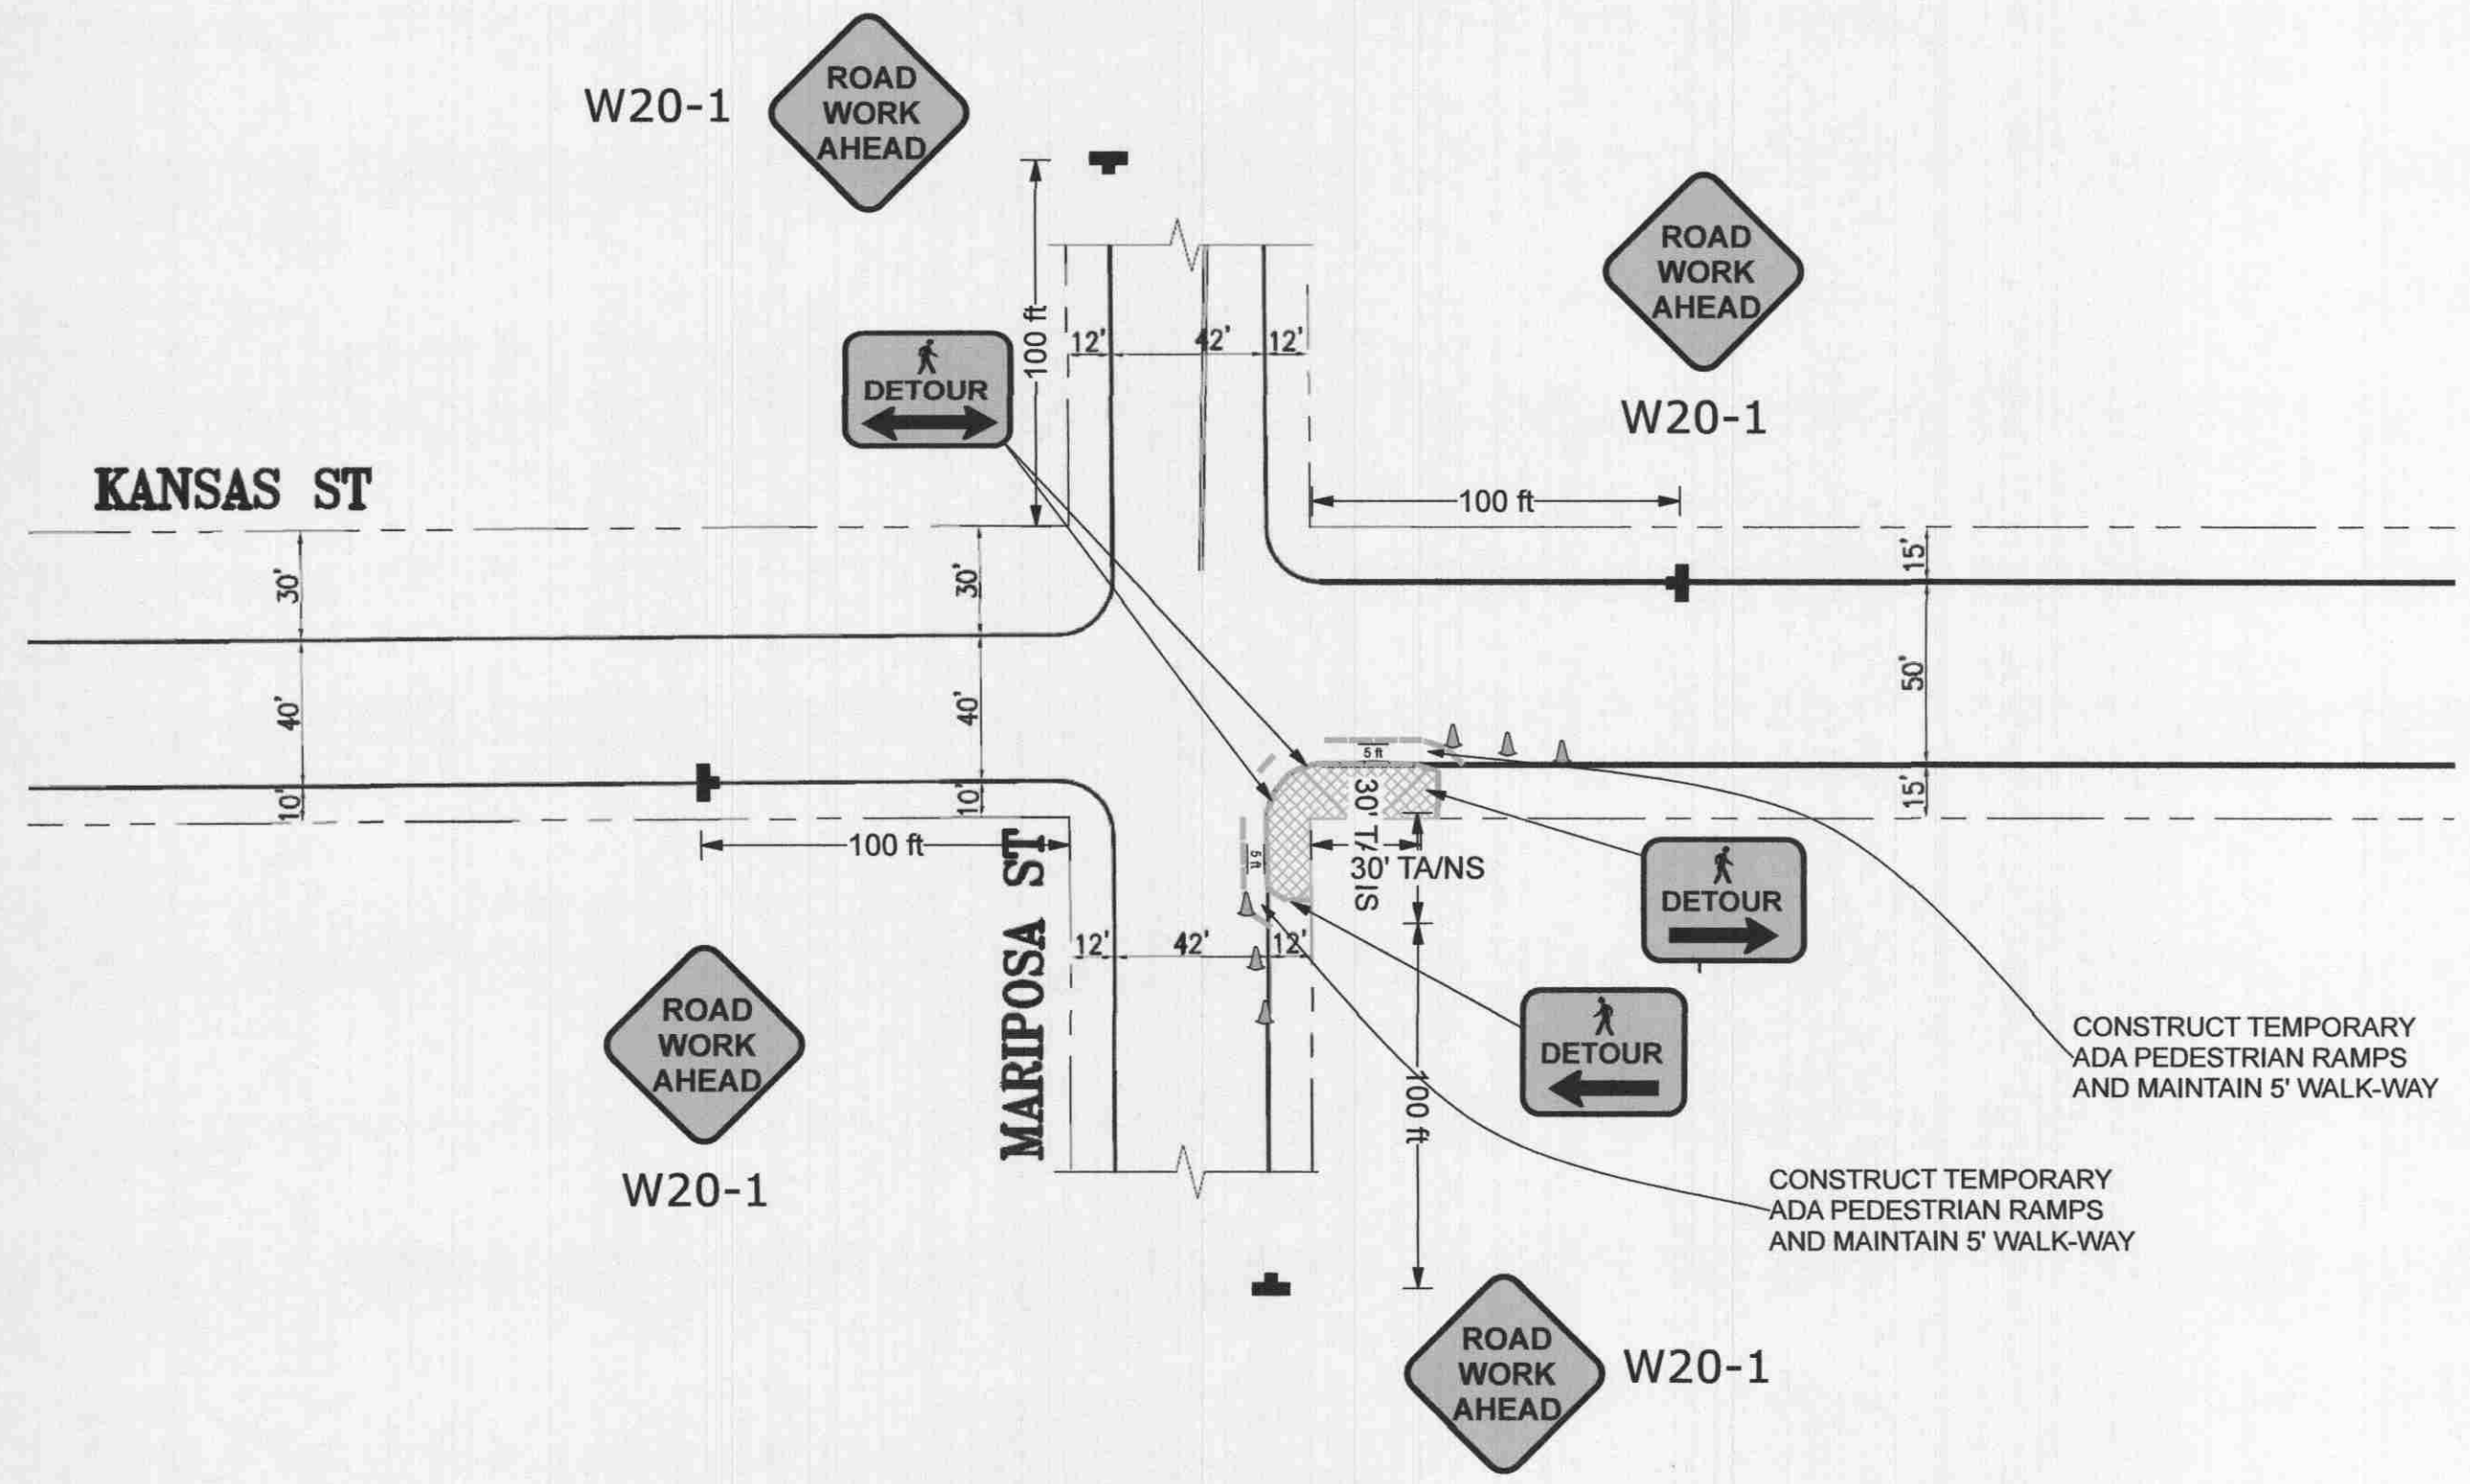 W20-1
ROAD
WORK
AHEAD
ROAD
WORK
AHEAD
W20-1
100 ft
12'
42'
12'
DETOUR
KANSAS ST
100 ft
30'
30'
15'
40'
40'
50'
10'
10'
15'
5 ft
5 ft
100 ft
MARIPOSA ST
30' TA/NS
30' TA/NS
DETOUR
12'
42'
12'
DETOUR
100 ft
ROAD
WORK
AHEAD
W20-1
CONSTRUCT TEMPORARY
ADA PEDESTRIAN RAMPS
AND MAINTAIN 5' WALK-WAY
CONSTRUCT TEMPORARY
ADA PEDESTRIAN RAMPS
AND MAINTAIN 5' WALK-WAY
ROAD
WORK
AHEAD
W20-1